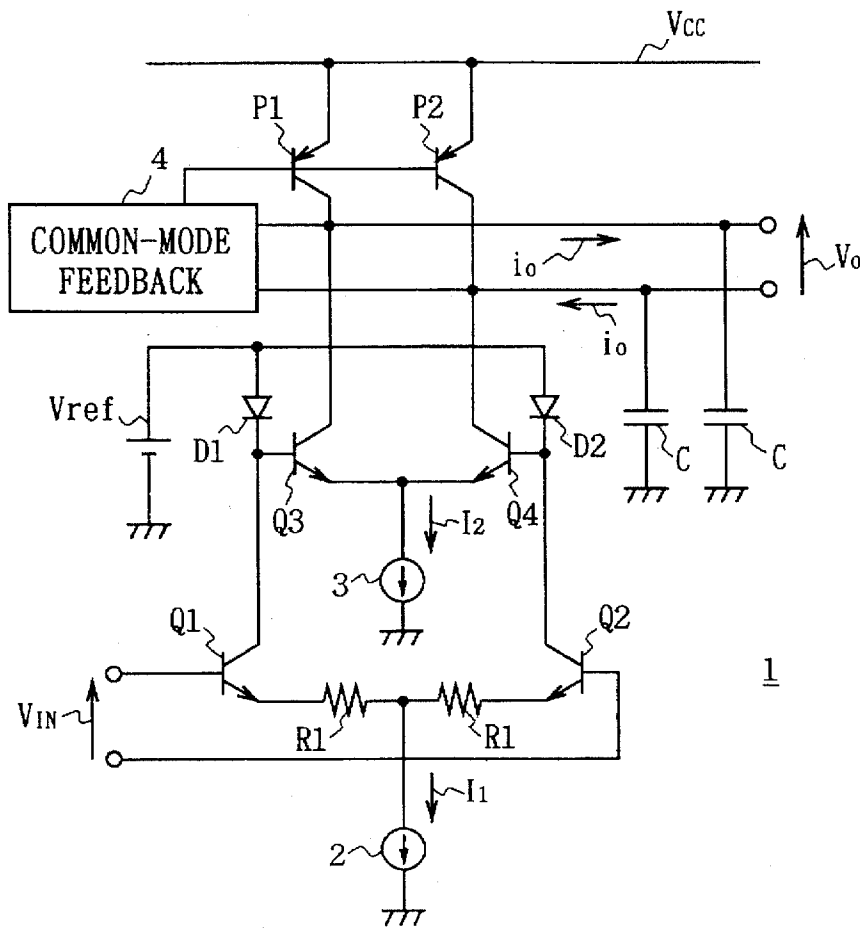 VCC
P1
P2
4
COMMON-MODE
FEEDBACK
io
Vo
io
Vref
D1
D2
C
C
Q3
Q4
I2
3
Q1
Q2
1
VIN
R1
R1
I1
2